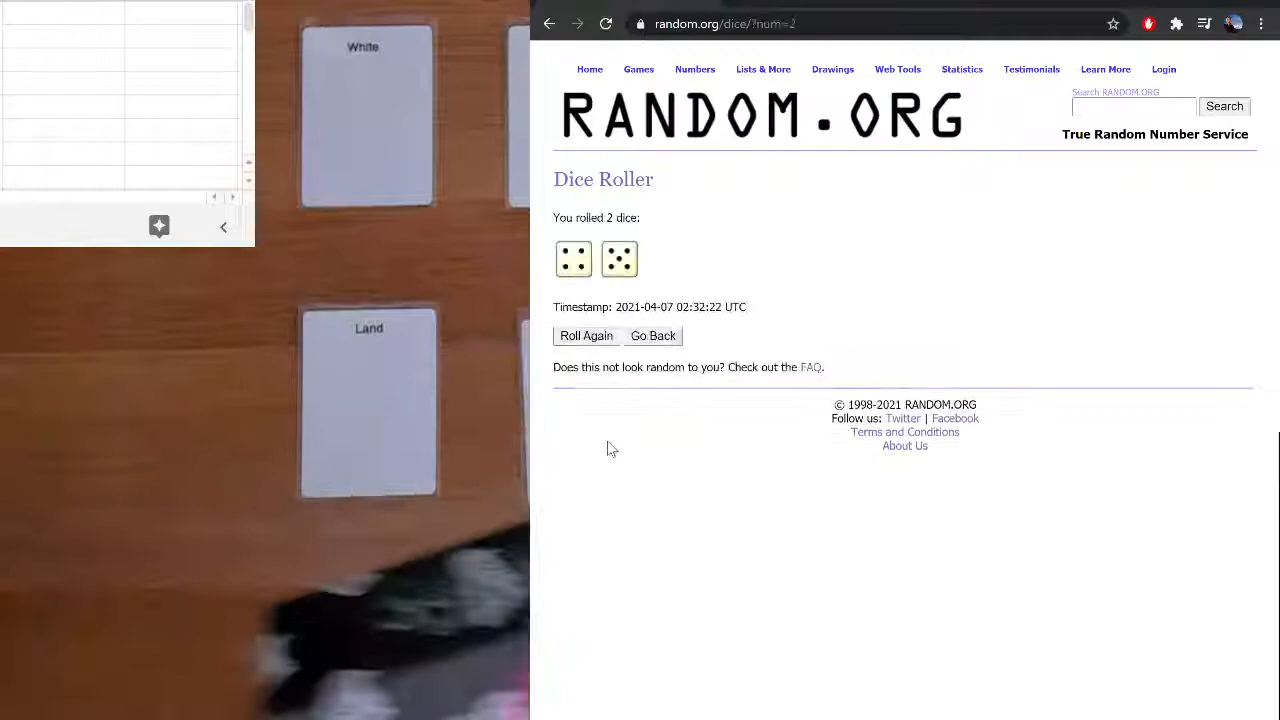 White
Land
random.org/dice/?num=2
Home Games Numbers Lists & More Drawings Web Tools Statistics Testimonials Learn More Login
RANDOM.ORG
Search RANDOM.ORG
Search
True Random Number Service
Dice Roller
You rolled 2 dice:
Timestamp: 2021-04-07 02:32:22 UTC
Roll Again Go Back
Does this not look random to you? Check out the FAQ.
© 1998-2021 RANDOM.ORG
Follow us: Twitter | Facebook
Terms and Conditions
About Us